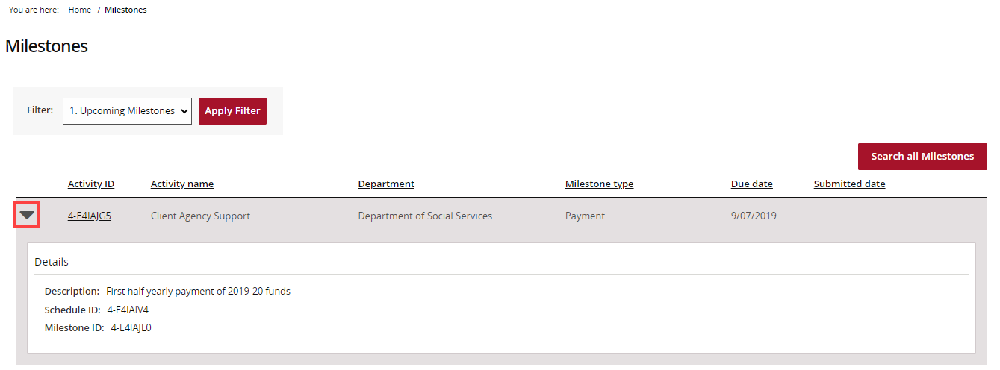 You are here: Home / Milestones
Milestones
Filter: 1. Upcoming Milestones Apply Filter
Search all Milestones
Activity ID Activity name Department Milestone type Due date Submitted date
4-E4IAJG5 Client Agency Support Department of Social Services Payment 9/07/2019
Details
Description: First half yearly payment of 2019-20 funds
Schedule ID: 4-E4IAIV4
Milestone ID: 4-E4IAJL0